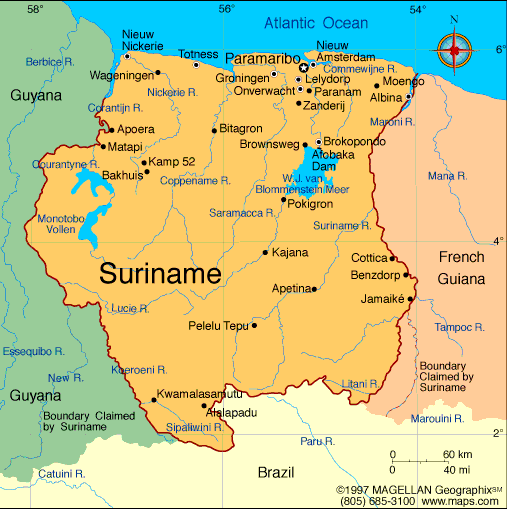 58°
56°
54°
Atlantic Ocean
N
Nieuw
Nickerie
Totness
Paramaribo
Nieuw
Amsterdam
6°
Berbice R.
Wageningen
Groningen
Lelydorp
Commewijne R.
Moengo
Guyana
Nickerie R.
Onverwacht
Paranam
Albina
Corantijn R.
Zanderij
Maroni R.
Apoera
Bitagron
Matapi
Brownsweg
Brokopondo
Afobaka
Dam
Courantyne R.
Kamp 52
Bakhuis
Coppename R.
W.J. van
Blommenstein Meer
Mana R.
Pokigron
Monotobo
Vollen
Saramacca R.
Suriname R.
4°
Kajana
Cottica
French
Guiana
Suriname
Benzdorp
Apetina
Jamaiké
Lucie R.
Pelelu Tepu
Tampoc R.
Essequibo R.
New R.
Kueroeni R.
Litani R.
Boundary
Claimed by
Suriname
Guyana
Kwamalasamutu
Alalapadu
Boundary Claimed
by Suriname
Sipaliwini R.
Marouini R.
2°
Paru R.
Catuini R.
Brazil
0 60 km
0 40 mi
©1997 MAGELLAN Geographix℠
(805) 685-3100 www.maps.com